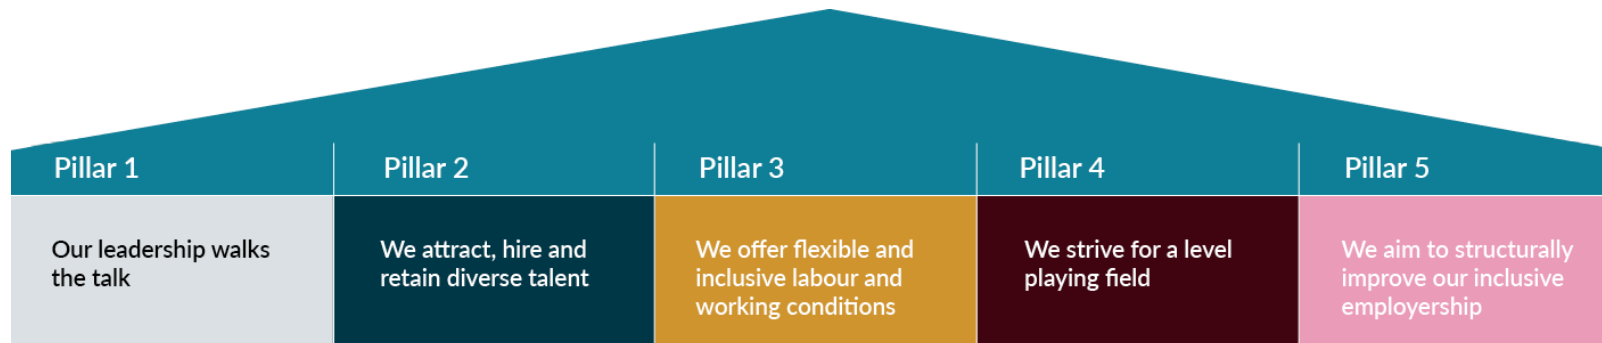 Pillar 1
Pillar 2
Pillar 3
Pillar 4
Pillar 5
Our leadership walks
the talk
We attract, hire and
retain diverse talent
We offer flexible and
inclusive labour and
working conditions
We strive for a level
playing field
We aim to structurally
improve our inclusive
employership